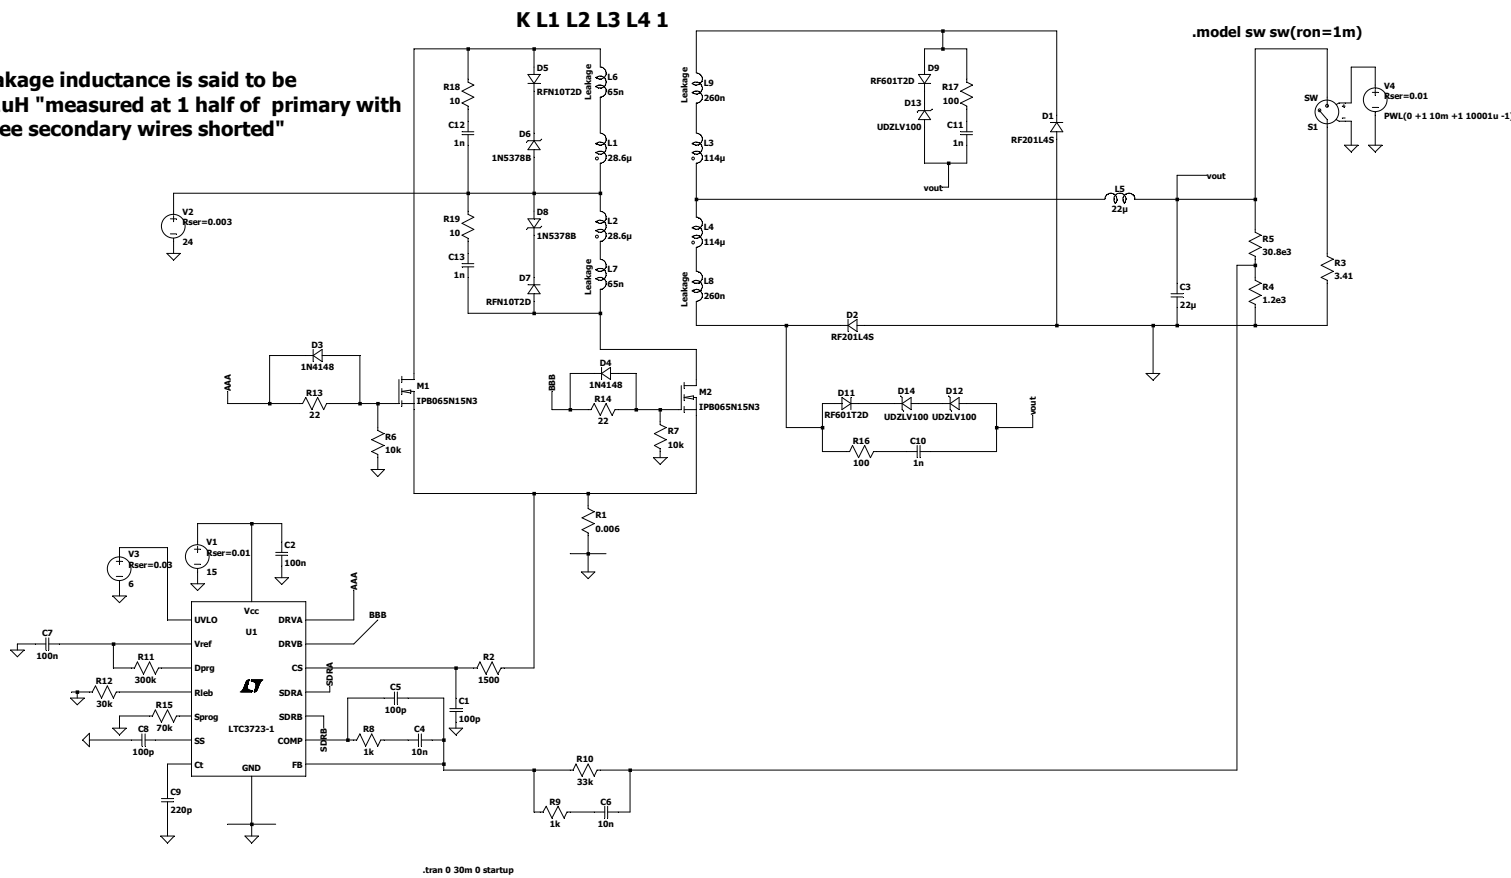 K L1 L2 L3 L4 1
.model sw sw(ron=1m)
akage inductance is said to be
uH "measured at 1 half of primary with
ee secondary wires shorted"
R18
10
C12
1n
D5
RFN10T2D
D6
1N5378B
Leakage
L6
65n
L1
28.6µ
Leakage
L9
260n
L3
114µ
D9
RF601T2D
D13
UDZLV100
R17
100
C11
1n
vout
D1
RF201L4S
SW
S1
V4
Rser=0.01
PWL(0 +1 10m +1 10001u -1
V2
Rser=0.003
24
R19
10
C13
1n
D8
1N5378B
D7
RFN10T2D
L2
28.6µ
Leakage
L7
65n
L4
114µ
Leakage
L8
260n
L5
22µ
vout
C3
22µ
R5
30.8e3
R4
1.2e3
R3
3.41
D2
RF201L4S
AAA
D3
1N4148
R13
22
R6
10k
M1
IPB065N15N3
BBB
D4
1N4148
R14
22
R7
10k
M2
IPB065N15N3
D11
RF601T2D
D14
UDZLV100
D12
UDZLV100
R16
100
C10
1n
vout
R1
0.006
V3
Rser=0.03
6
V1
Rser=0.01
15
C2
100n
AAA
BBB
Vcc
U1
LTC3723-1
GND
UVLO
Vref
Dprg
Rleb
Sprog
SS
Ct
DRVA
DRVB
CS
SDRA
SDRB
COMP
FB
SDRA
SDRB
C7
100n
R11
300k
R12
30k
R15
70k
C8
100p
C9
220p
R2
1500
C1
100p
C5
100p
R8
1k
C4
10n
R10
33k
R9
1k
C6
10n
.tran 0 30m 0 startup